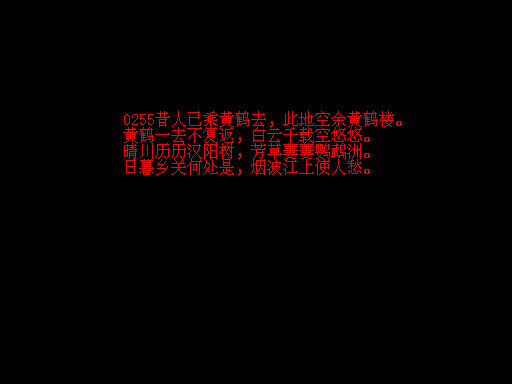 0255昔人已乘黄鹤去，此地空余黄鹤楼。
黄鹤一去不复返，白云千载空悠悠。
晴川历历汉阳树，芳草萋萋鹦鹉洲。
日暮乡关何处是，烟波江上使人愁。